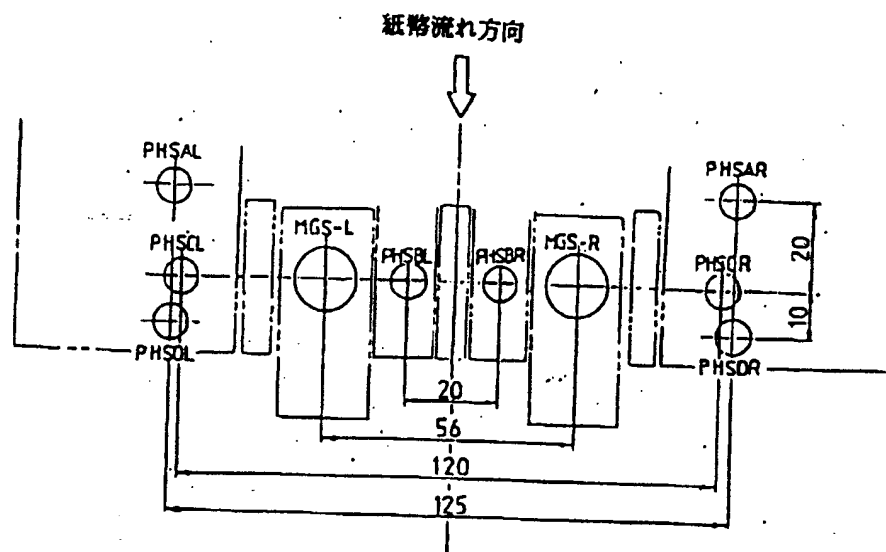 紙幣流れ方向
PHSAL
PHSAR
MGS-L
MGS-R
PHSCL
PHSBL
PHSBR
PHSCR
20
10
PHSDL
PHSDR
20
56
120
125